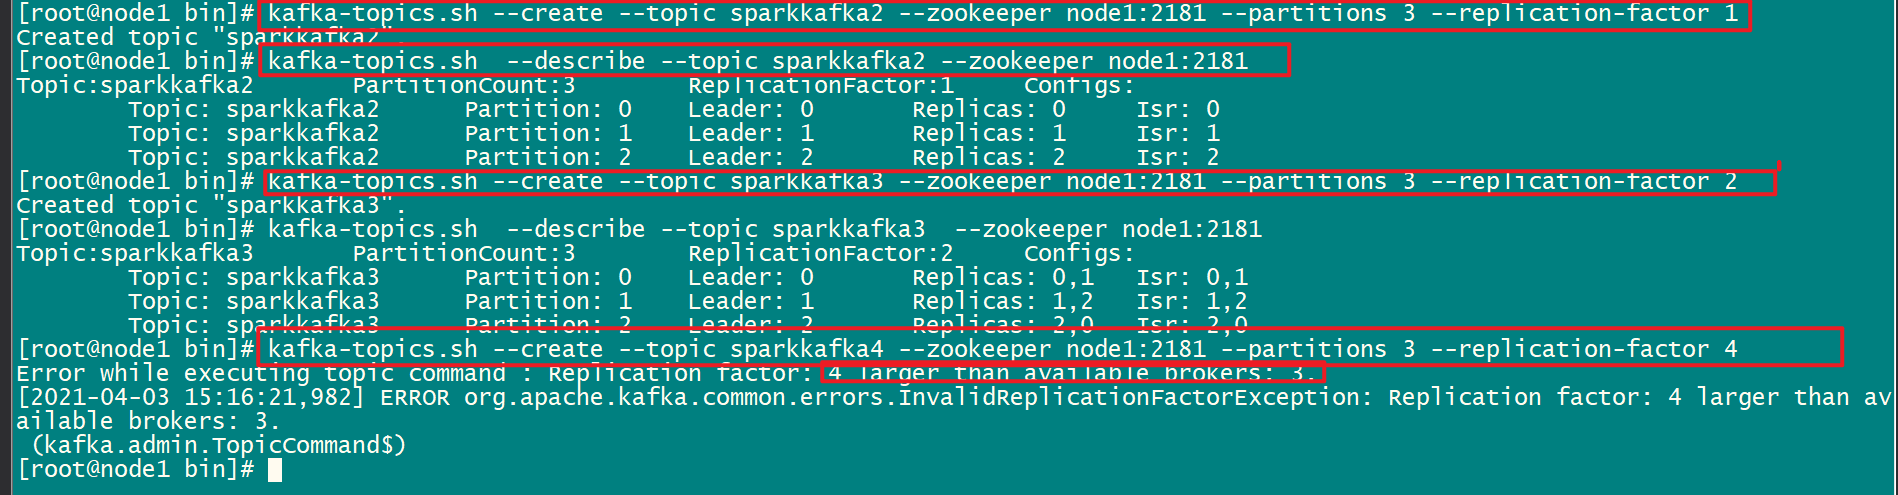 [root@node1 bin]# kafka-topics.sh --create --topic sparkkafka2 --zookeeper node1:2181 --partitions 3 --replication-factor 1
Created topic "sparkkafka2".
[root@node1 bin]# kafka-topics.sh  --describe --topic sparkkafka2 --zookeeper node1:2181
Topic:sparkkafka2       PartitionCount:3        ReplicationFactor:1     Configs:
        Topic: sparkkafka2      Partition: 0    Leader: 0       Replicas: 0     Isr: 0
        Topic: sparkkafka2      Partition: 1    Leader: 1       Replicas: 1     Isr: 1
        Topic: sparkkafka2      Partition: 2    Leader: 2       Replicas: 2     Isr: 2
[root@node1 bin]# kafka-topics.sh --create --topic sparkkafka3 --zookeeper node1:2181 --partitions 3 --replication-factor 2
Created topic "sparkkafka3".
[root@node1 bin]# kafka-topics.sh  --describe --topic sparkkafka3  --zookeeper node1:2181
Topic:sparkkafka3       PartitionCount:3        ReplicationFactor:2     Configs:
        Topic: sparkkafka3      Partition: 0    Leader: 0       Replicas: 0,1   Isr: 0,1
        Topic: sparkkafka3      Partition: 1    Leader: 1       Replicas: 1,2   Isr: 1,2
        Topic: sparkkafka3      Partition: 2    Leader: 2       Replicas: 2,0   Isr: 2,0
[root@node1 bin]# kafka-topics.sh --create --topic sparkkafka4 --zookeeper node1:2181 --partitions 3 --replication-factor 4
Error while executing topic command : Replication factor: 4 larger than available brokers: 3.
[2021-04-03 15:16:21,982] ERROR org.apache.kafka.common.errors.InvalidReplicationFactorException: Replication factor: 4 larger than av
ailable brokers: 3.
 (kafka.admin.TopicCommand$)
[root@node1 bin]#